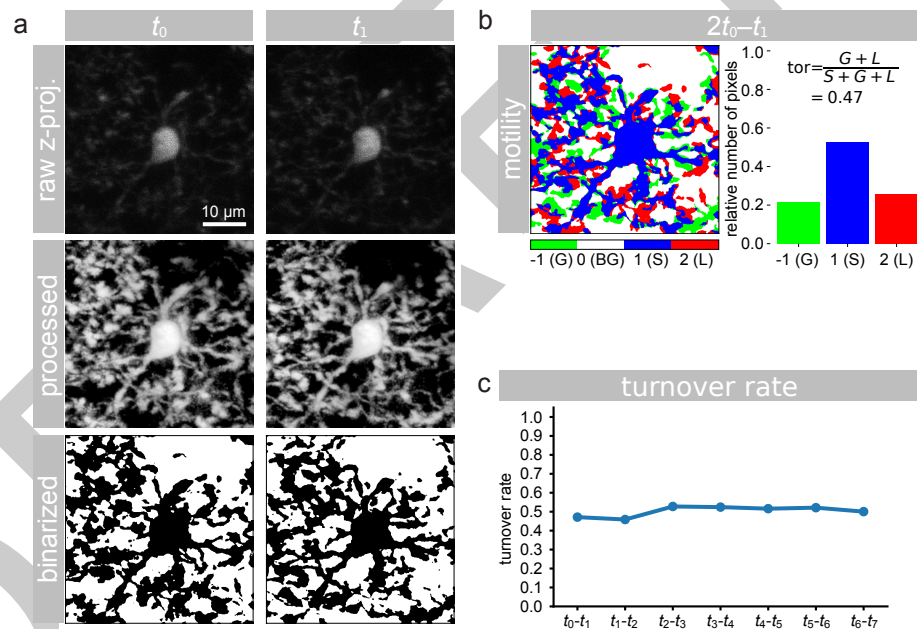 a
t0
t1
raw z-proj.
10 µm
processed
binarized
b
2t0–t1
motility
-1 (G) 0 (BG) 1 (S) 2 (L)
relative number of pixels
1.0
0.8
0.6
0.4
0.2
0.0
tor= G + L / S + G + L
= 0.47
-1 (G) 1 (S) 2 (L)
c
turnover rate
turnover rate
1.0
0.9
0.8
0.7
0.6
0.5
0.4
0.3
0.2
0.1
0.0
t0-t1 t1-t2 t2-t3 t3-t4 t4-t5 t5-t6 t6-t7